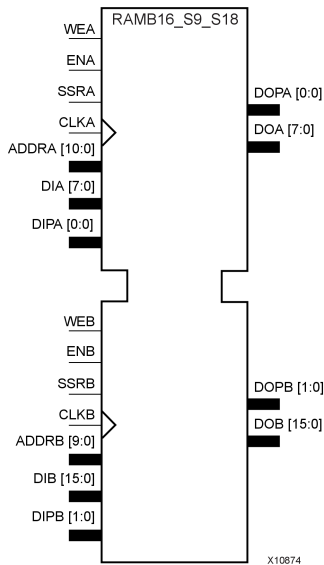 RAMB16_S9_S18
WEA
ENA
SSRA
CLKA
ADDRA [10:0]
DIA [7:0]
DIPA [0:0]
DOPA [0:0]
DOA [7:0]
WEB
ENB
SSRB
CLKB
ADDRB [9:0]
DIB [15:0]
DIPB [1:0]
DOPB [1:0]
DOB [15:0]
X10874